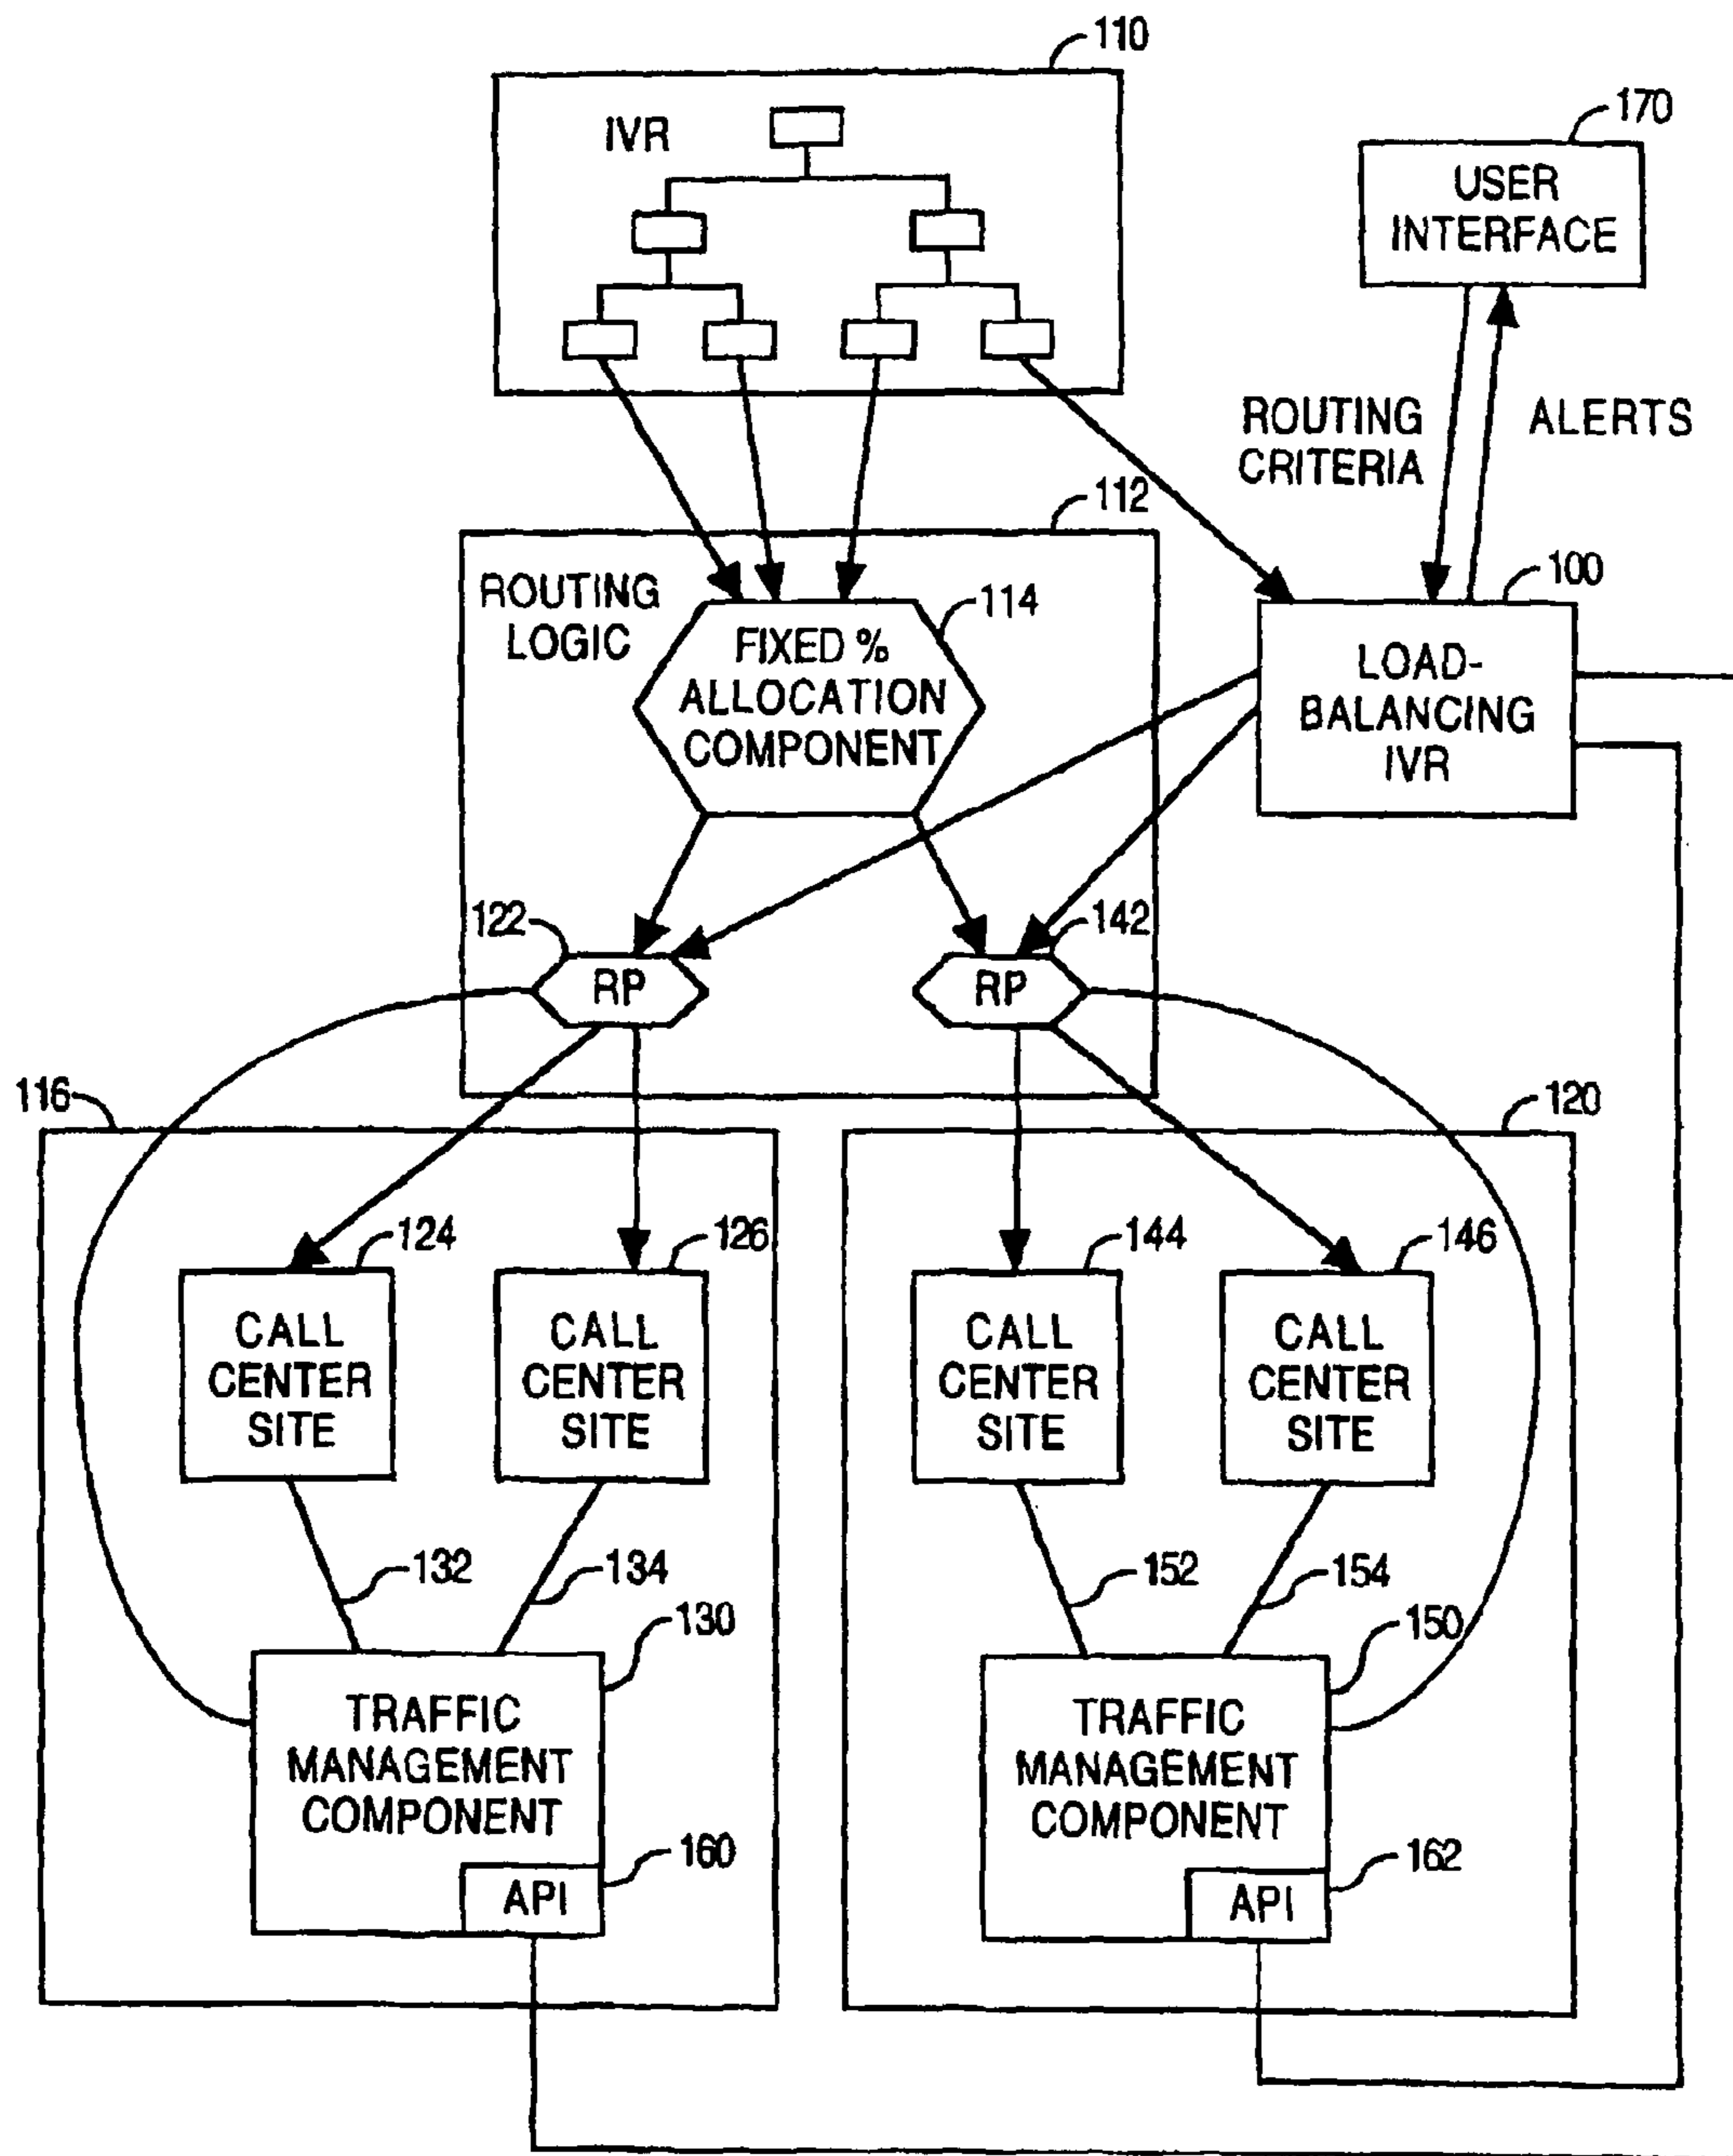 110
IVR
170
USER
INTERFACE
ROUTING
CRITERIA
ALERTS
112
ROUTING
LOGIC
114
FIXED %
ALLOCATION
COMPONENT
100
LOAD-
BALANCING
IVR
122
RP
142
RP
116
120
124
CALL
CENTER
SITE
126
CALL
CENTER
SITE
144
CALL
CENTER
SITE
146
CALL
CENTER
SITE
132
134
152
154
130
TRAFFIC
MANAGEMENT
COMPONENT
160
API
150
TRAFFIC
MANAGEMENT
COMPONENT
162
API